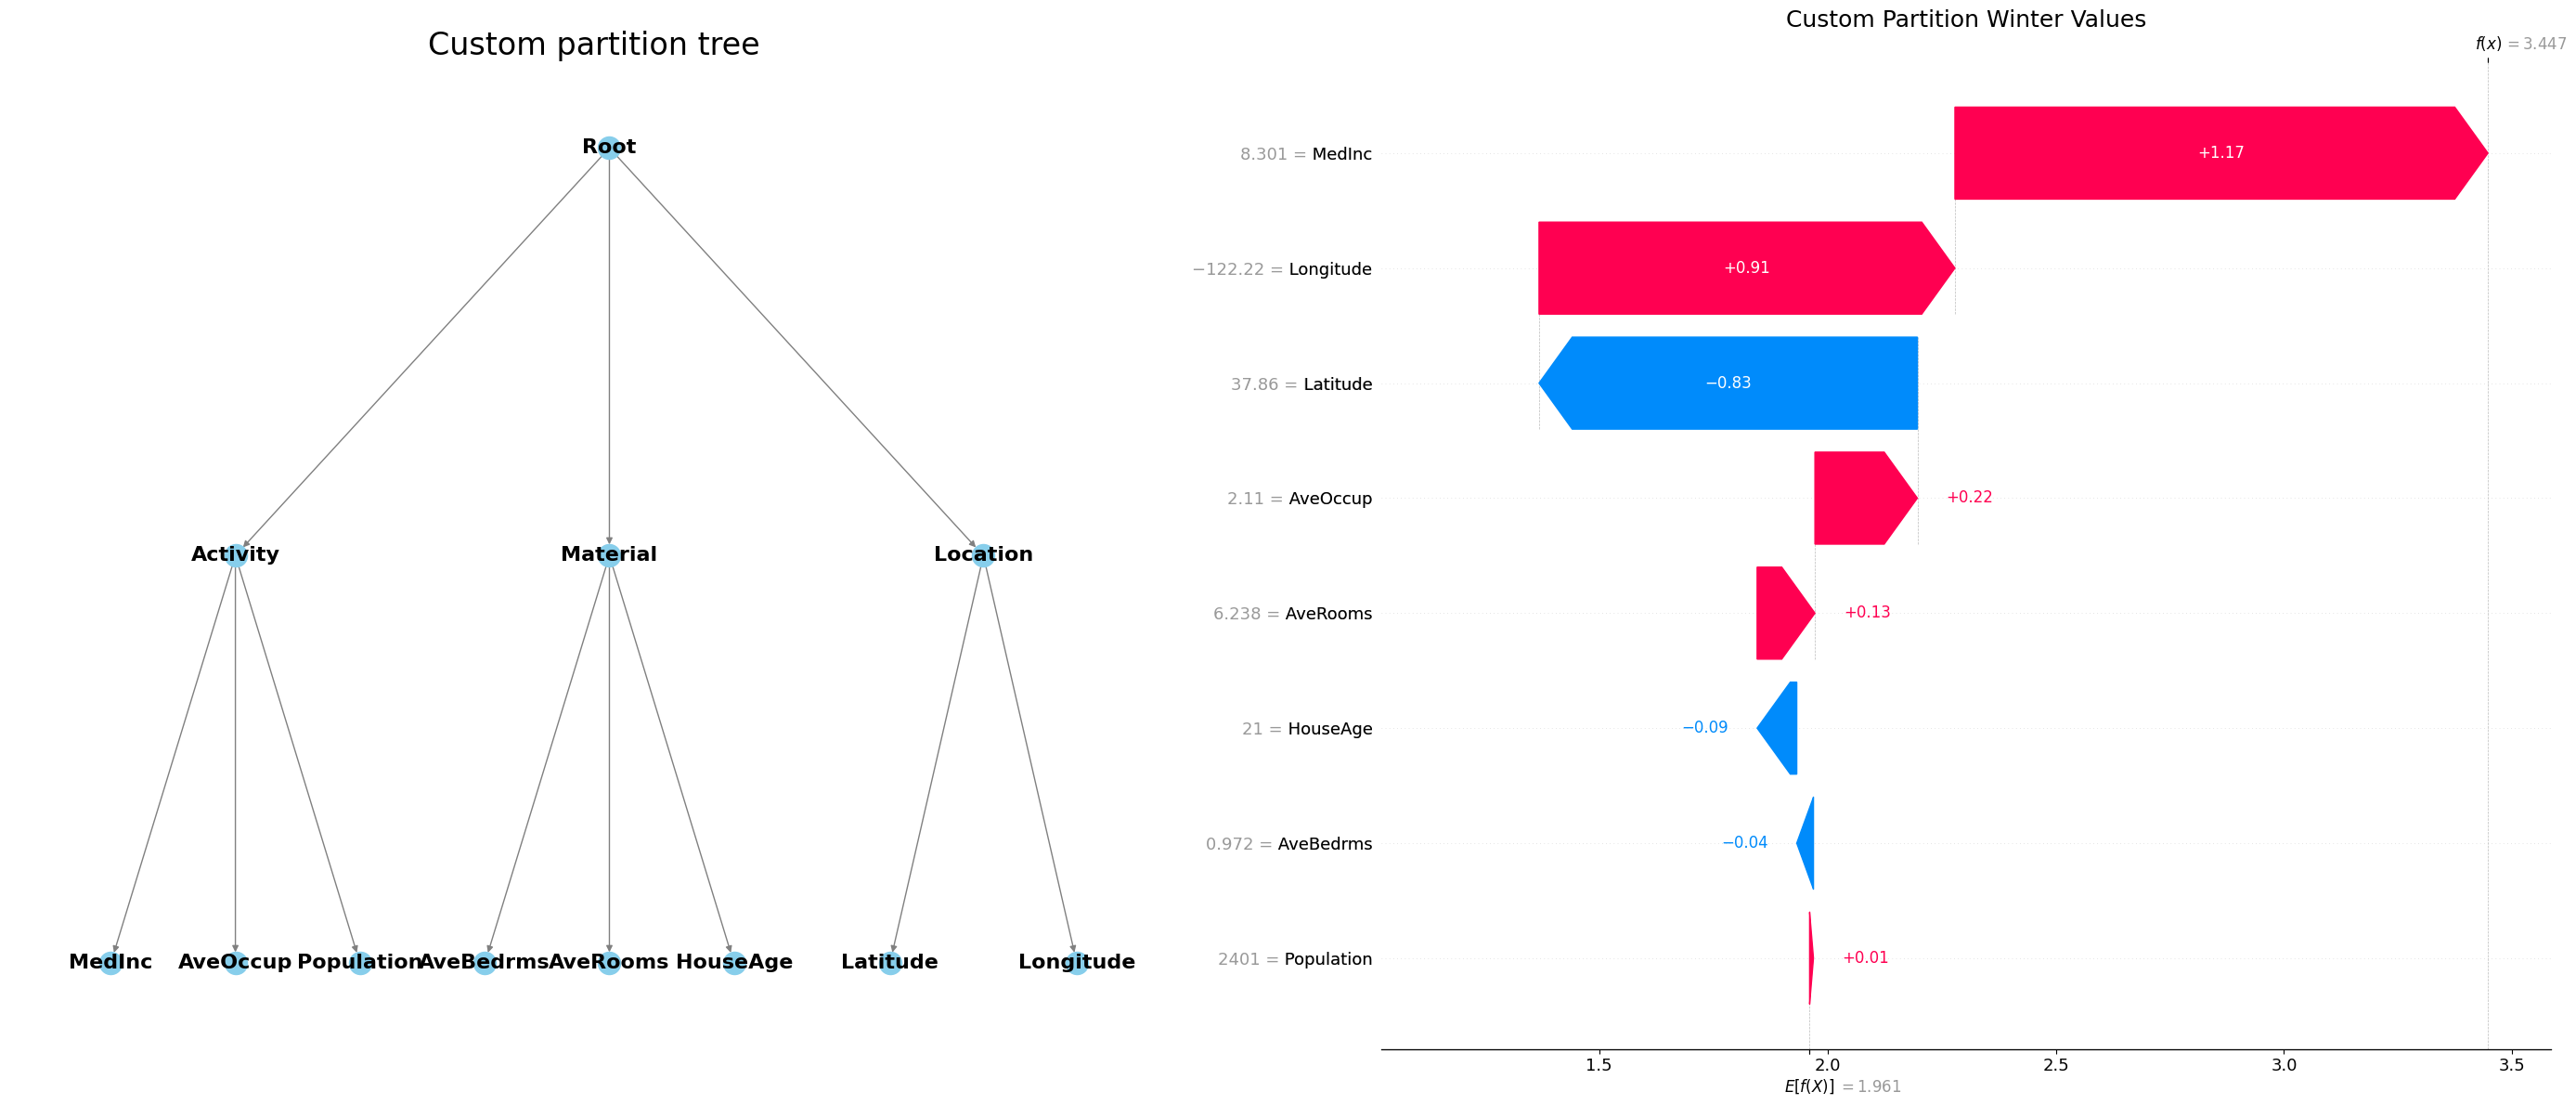 Custom partition tree
Root
Activity Material Location
MedInc AveOccup Population AveBedrms AveRooms HouseAge Latitude Longitude
Custom Partition Winter Values
f(x) = 3.447
8.301 = MedInc +1.17
−122.22 = Longitude +0.91
37.86 = Latitude −0.83
2.11 = AveOccup +0.22
6.238 = AveRooms +0.13
21 = HouseAge −0.09
0.972 = AveBedrms −0.04
2401 = Population +0.01
1.5 2.0 2.5 3.0 3.5
E[f(X)] = 1.961